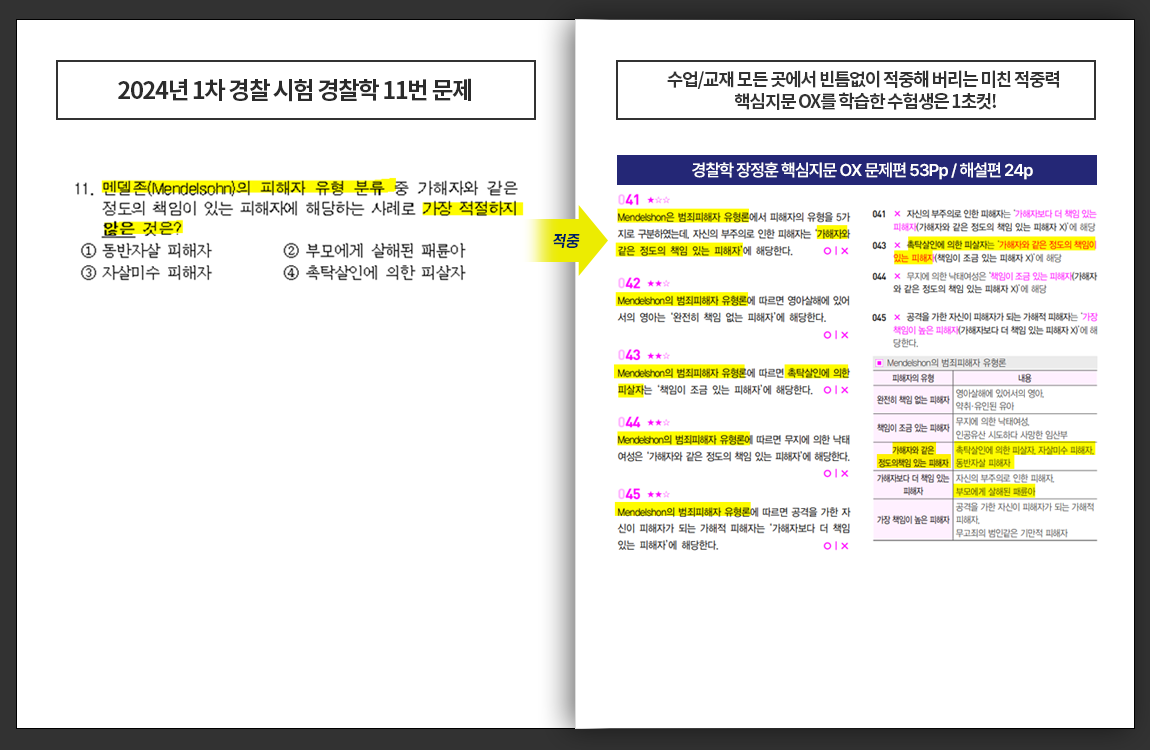 2024년 1차 경찰 시험 경찰학 11번 문제
11. 멘델존(Mendelsohn)의 피해자 유형 분류 중 가해자와 같은
정도의 책임이 있는 피해자에 해당하는 사례로 가장 적절하지
않은 것은?
① 동반자살 피해자 ② 부모에게 살해된 패륜아
③ 자살미수 피해자 ④ 촉탁살인에 의한 피살자
적중
수업/교재 모든 곳에서 빈틈없이 적중해 버리는 미친 적중력
핵심지문 OX를 학습한 수험생은 1초컷!
경찰학 장정훈 핵심지문 OX 문제편 53Pp / 해설편 24p
041 ★☆☆
Mendelshon은 범죄피해자 유형론에서 피해자의 유형을 5가
지로 구분하였는데, 자신의 부주의로 인한 피해자는 '가해자와
같은 정도의 책임 있는 피해자'에 해당한다. O | ×
042 ★★☆
Mendelshon의 범죄피해자 유형론에 따르면 영아살해에 있어
서의 영아는 '완전히 책임 없는 피해자'에 해당한다.
O | ×
043 ★★☆
Mendelshon의 범죄피해자 유형론에 따르면 촉탁살인에 의한
피살자는 '책임이 조금 있는 피해자'에 해당한다. O | ×
044 ★★☆
Mendelshon의 범죄피해자 유형론에 따르면 무지에 의한 낙태
여성은 '가해자와 같은 정도의 책임 있는 피해자'에 해당한다.
O | ×
045 ★★☆
Mendelshon의 범죄피해자 유형론에 따르면 공격을 가한 자
신이 피해자가 되는 가해적 피해자는 '가해자보다 더 책임
있는 피해자'에 해당한다. O | ×
041 × 자신의 부주의로 인한 피해자는 '가해자보다 더 책임 있는
피해자(가해자와 같은 정도의 책임 있는 피해자 X)'에 해당
043 × 촉탁살인에 의한 피살자는 '가해자와 같은 정도의 책임이
있는 피해자(책임이 조금 있는 피해자 X)'에 해당
044 × 무지에 의한 낙태여성은 '책임이 조금 있는 피해자(가해자
와 같은 정도의 책임 있는 피해자 X)'에 해당
045 × 공격을 가한 자신이 피해자가 되는 가해적 피해자는 '가장
책임이 높은 피해자(가해자보다 더 책임 있는 피해자 X)'에 해
당한다.
▣ Mendelshon의 범죄피해자 유형론
피해자의 유형 내용
완전히 책임 없는 피해자 영아살해에 있어서의 영아,
약취·유인된 유아
책임이 조금 있는 피해자 무지에 의한 낙태여성,
인공유산 시도하다 사망한 임산부
가해자와 같은 촉탁살인에 의한 피살자, 자살미수 피해자,
정도의책임 있는 피해자 동반자살 피해자
가해자보다 더 책임 있는 자신의 부주의로 인한 피해자,
피해자 부모에게 살해된 패륜아
가장 책임이 높은 피해자 공격을 가한 자신이 피해자가 되는 가해적
피해자,
무고죄의 범인같은 기만적 피해자